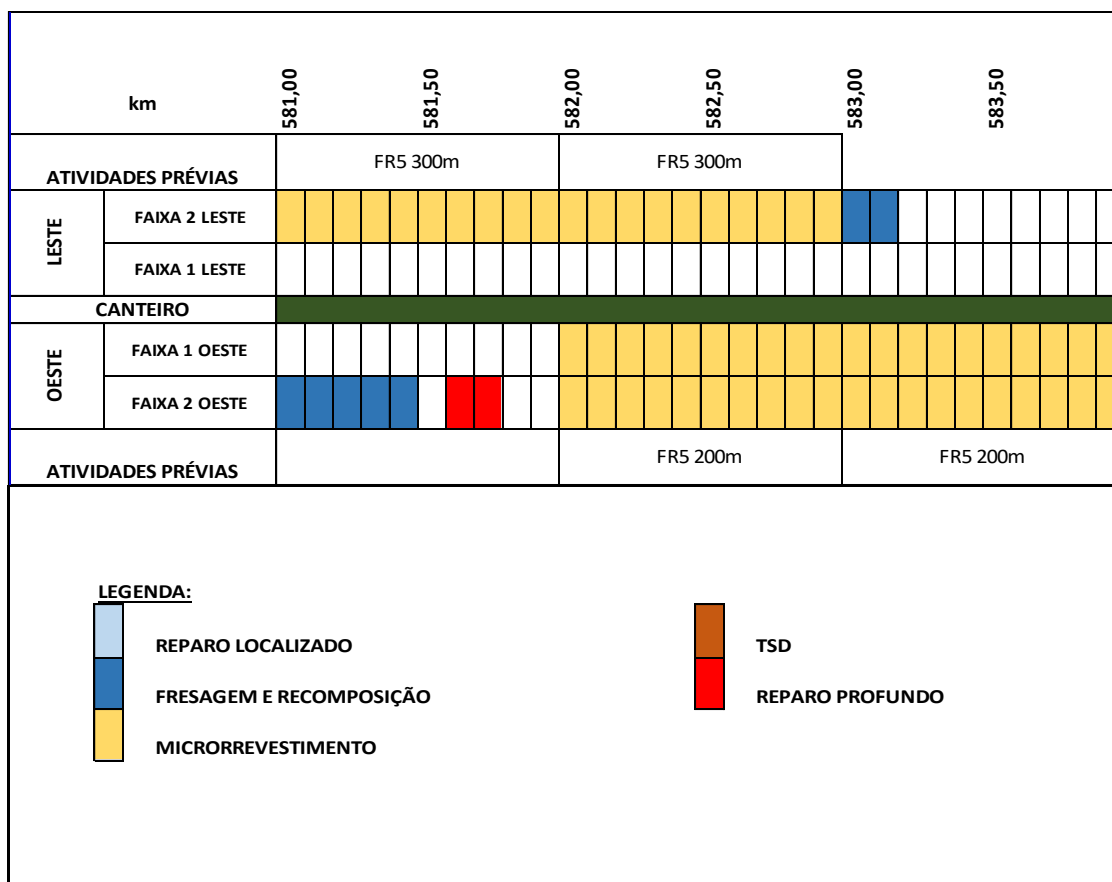 km
581,00
581,50
582,00
582,50
583,00
583,50
ATIVIDADES PRÉVIAS
FR5 300m
FR5 300m
LESTE
FAIXA 2 LESTE
FAIXA 1 LESTE
CANTEIRO
OESTE
FAIXA 1 OESTE
FAIXA 2 OESTE
ATIVIDADES PRÉVIAS
FR5 200m
FR5 200m
LEGENDA:
REPARO LOCALIZADO
TSD
FRESAGEM E RECOMPOSIÇÃO
REPARO PROFUNDO
MICRORREVESTIMENTO